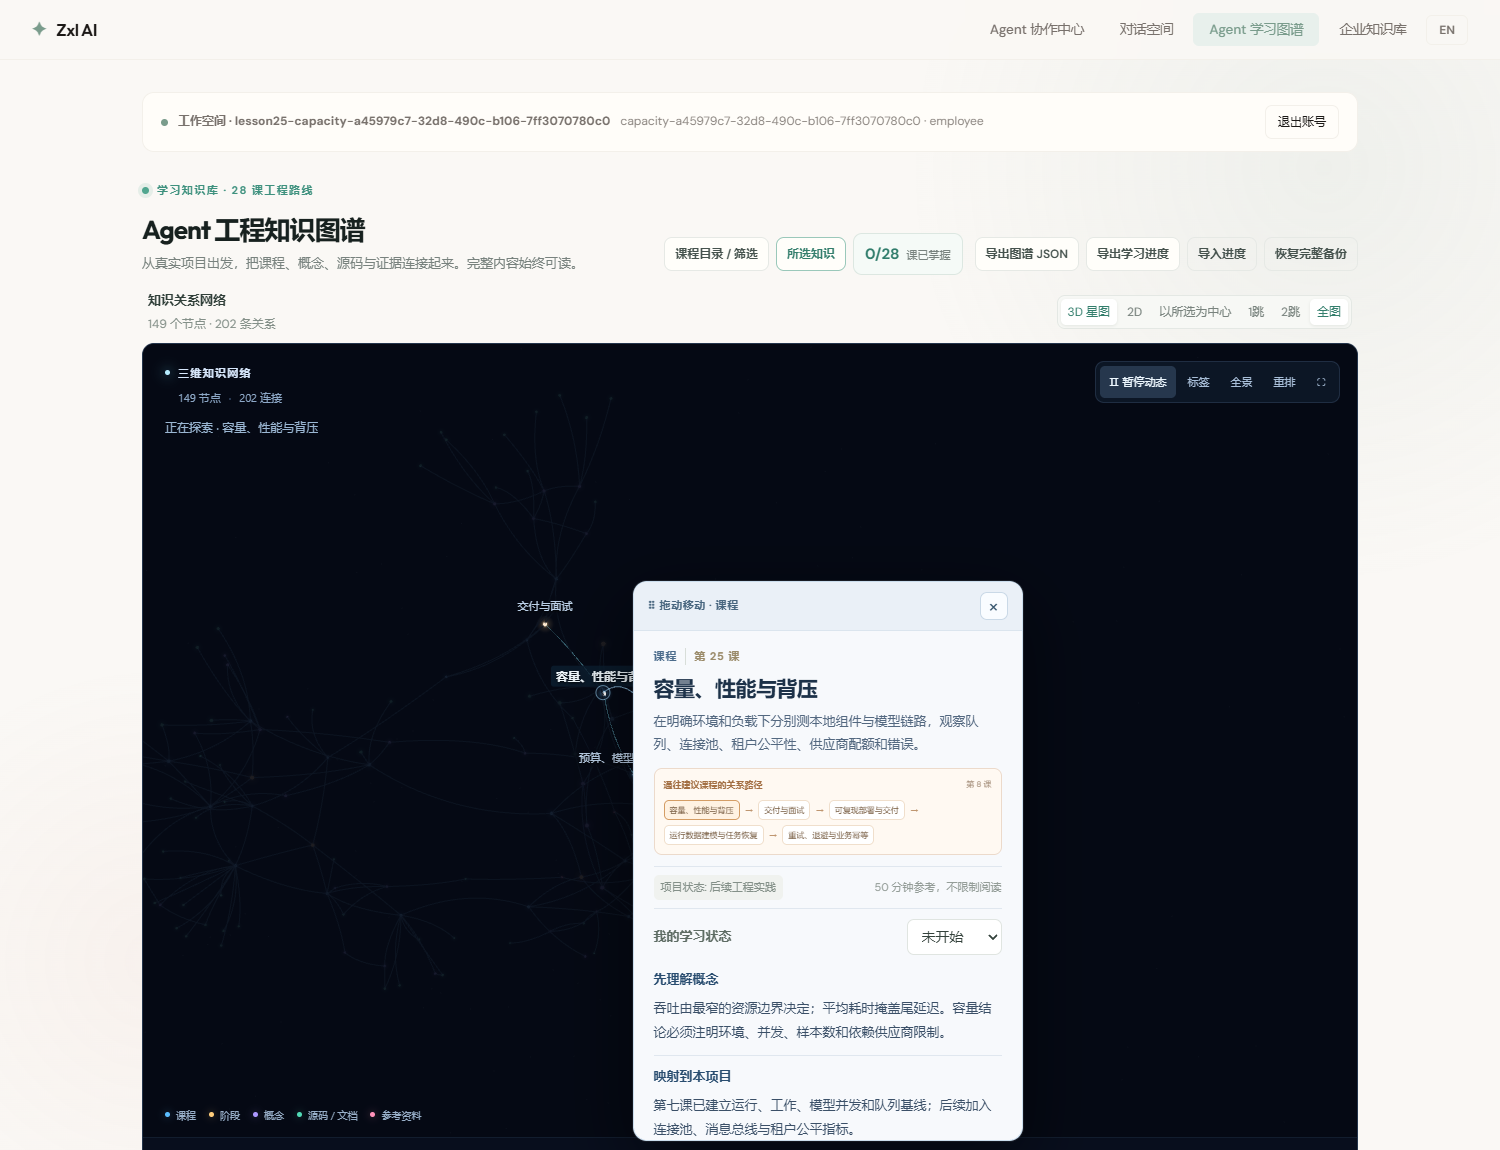 Zxl AI
Agent 协作中心
对话空间
Agent 学习图谱
企业知识库
EN
工作空间 · lesson25-capacity-a45979c7-32d8-490c-b106-7ff3070780c0 capacity-a45979c7-32d8-490c-b106-7ff3070780c0 · employee
退出账号
学习知识库 · 28 课工程路线
Agent 工程知识图谱
从真实项目出发，把课程、概念、源码与证据连接起来。完整内容始终可读。
课程目录 / 筛选
所选知识
0/28 课已掌握
导出图谱 JSON
导出学习进度
导入进度
恢复完整备份
知识关系网络
149 个节点 · 202 条关系
3D 星图
2D
以所选为中心
1跳
2跳
全图
三维知识网络
149 节点 · 202 连接
正在探索 · 容量、性能与背压
暂停动态
标签
全景
重排
交付与面试
容量、性能与
预算、模型
拖动移动 · 课程
×
课程
第 25 课
容量、性能与背压
在明确环境和负载下分别测本地组件与模型链路，观察队
列、连接池、租户公平性、供应商配额和错误。
通往建议课程的关系路径
第 8 课
容量、性能与背压 → 交付与面试 → 可复现部署与交付 →
运行数据建模与任务恢复 → 重试、退避与业务幂等
项目状态: 后续工程实践
50 分钟参考，不限制阅读
我的学习状态
未开始
先理解概念
吞吐由最窄的资源边界决定；平均耗时掩盖尾延迟。容量结
论必须注明环境、并发、样本数和依赖供应商限制。
映射到本项目
第七课已建立运行、工作、模型并发和队列基线；后续加入
连接池、消息总线与租户公平指标。
课程
阶段
概念
源码 / 文档
参考资料